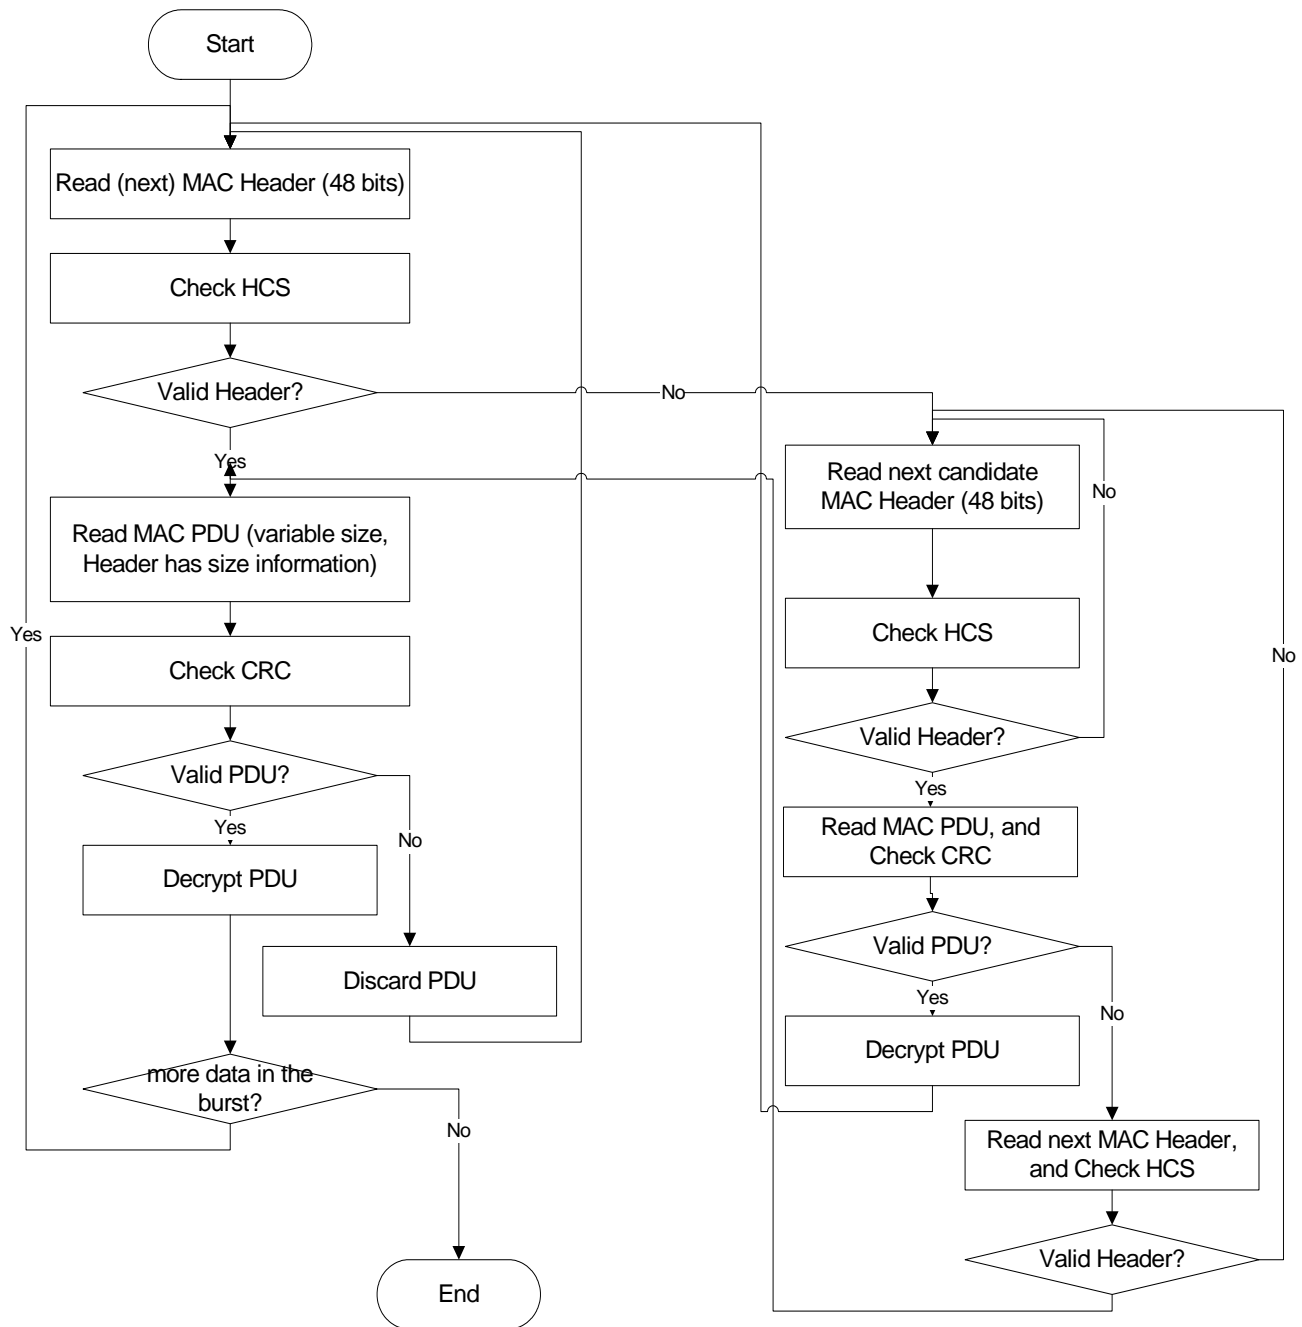 Start
Read (next) MAC Header (48 bits)
Check HCS
Valid Header?
No
Yes
Read MAC PDU (variable size,
Header has size information)
Yes
Check CRC
Valid PDU?
Yes
No
Decrypt PDU
Discard PDU
more data in the
burst?
No
End
Read next candidate
MAC Header (48 bits)
No
Check HCS
No
Valid Header?
Yes
Read MAC PDU, and
Check CRC
Valid PDU?
Yes
No
Decrypt PDU
Read next MAC Header,
and Check HCS
Valid Header?